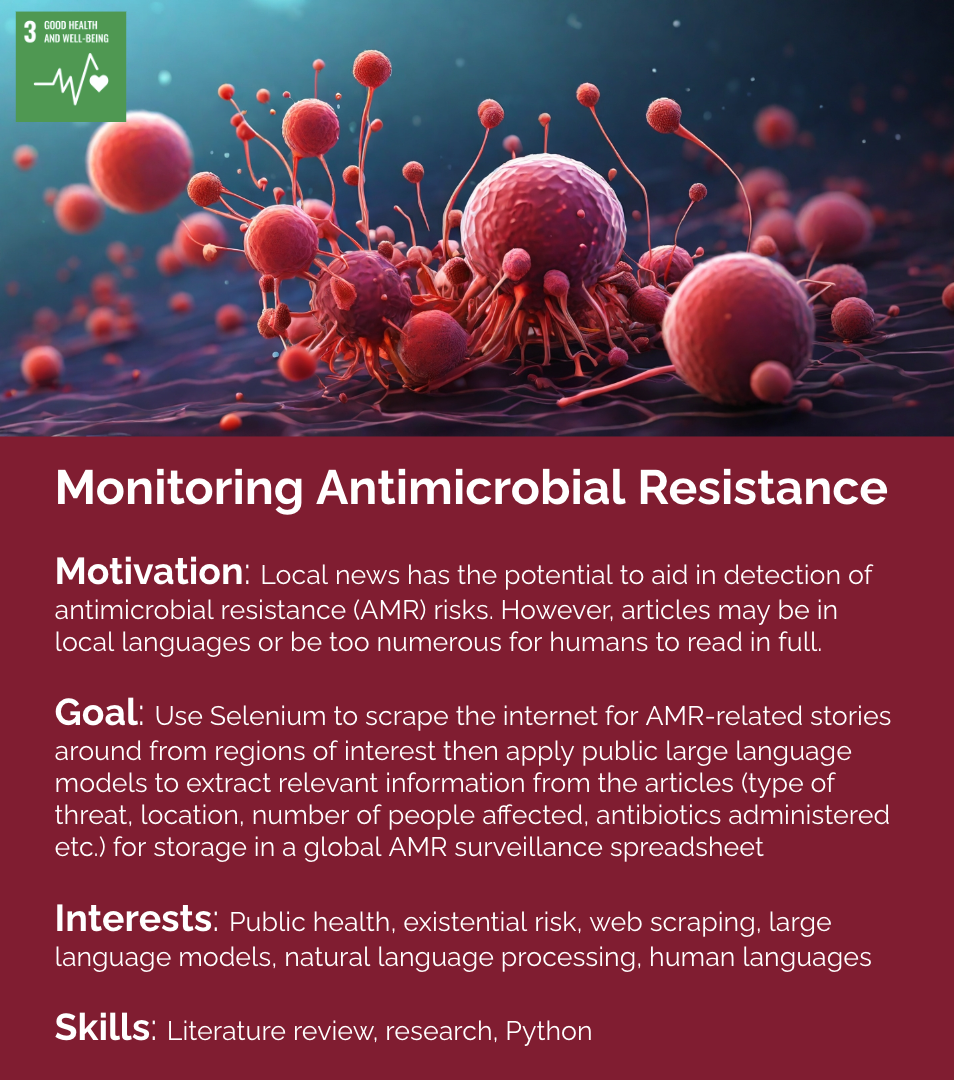 3 GOOD HEALTH
AND WELL-BEING
Monitoring Antimicrobial Resistance
Motivation: Local news has the potential to aid in detection of
antimicrobial resistance (AMR) risks. However, articles may be in
local languages or be too numerous for humans to read in full.
Goal: Use Selenium to scrape the internet for AMR-related stories
around from regions of interest then apply public large language
models to extract relevant information from the articles (type of
threat, location, number of people affected, antibiotics administered
etc.) for storage in a global AMR surveillance spreadsheet
Interests: Public health, existential risk, web scraping, large
language models, natural language processing, human languages
Skills: Literature review, research, Python